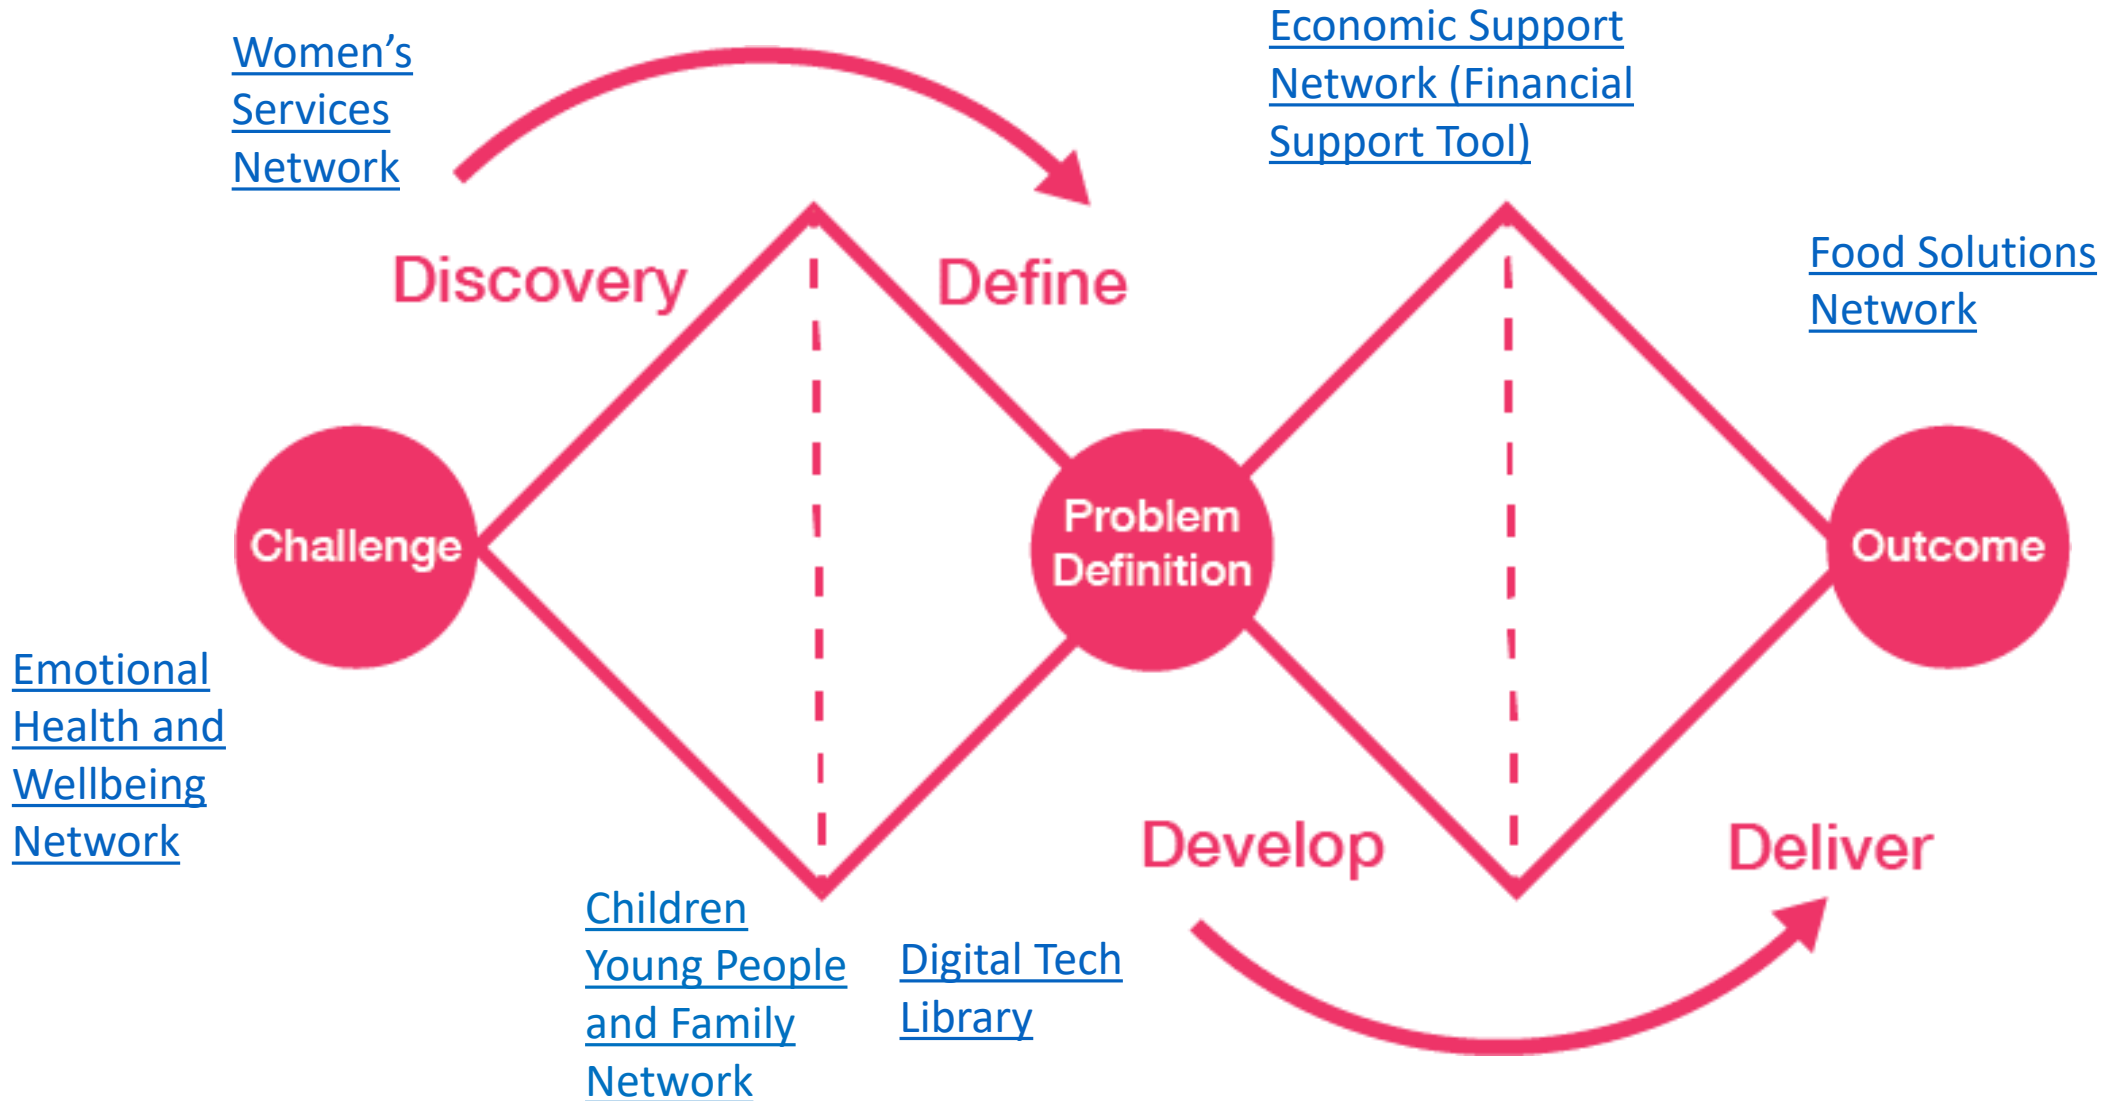 Women’s
Services
Network
Economic Support
Network (Financial
Support Tool)
Discovery
Define
Food Solutions
Network
Challenge
Problem
Definition
Outcome
Emotional
Health and
Wellbeing
Network
Develop
Deliver
Children
Young People
and Family
Network
Digital Tech
Library